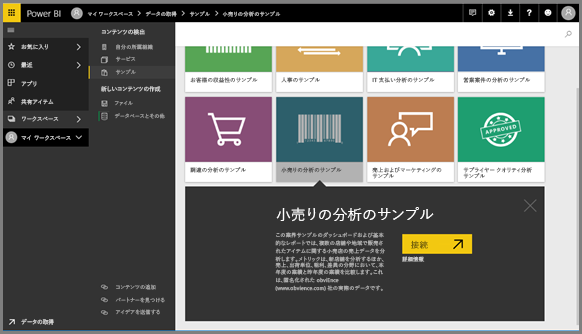 Power BI
マイ ワークスペース > データの取得 > サンプル > 小売りの分析のサンプル
お気に入り
最近
アプリ
共有アイテム
ワークスペース
マイ ワークスペース
データの取得
コンテンツの検出
自分の所属組織
サービス
サンプル
新しいコンテンツの作成
ファイル
データベースとその他
コンテンツの追加
パートナーを見つける
アイデアを送信する
お客様の収益性のサンプル
人事のサンプル
IT 支払い分析のサンプル
営業案件の分析のサンプル
APPROVED
調達の分析のサンプル
小売りの分析のサンプル
売上およびマーケティングの
サンプル
サプライヤー クオリティ分析
サンプル
小売りの分析のサンプル
この業界サンプルのダッシュボードおよび基本
的なレポートでは、複数の店舗や地域で販売さ
れたアイテムに関する小売店の売上データを分
析します。メトリックは、新店舗を分析するほか、
売上、出荷単位、粗利、差異の分野において、本
年度の業績と昨年度の業績を比較します。これ
は、匿名化された obviEnce
(www.obvience.com) 社の実際のデータです。
接続
詳細情報